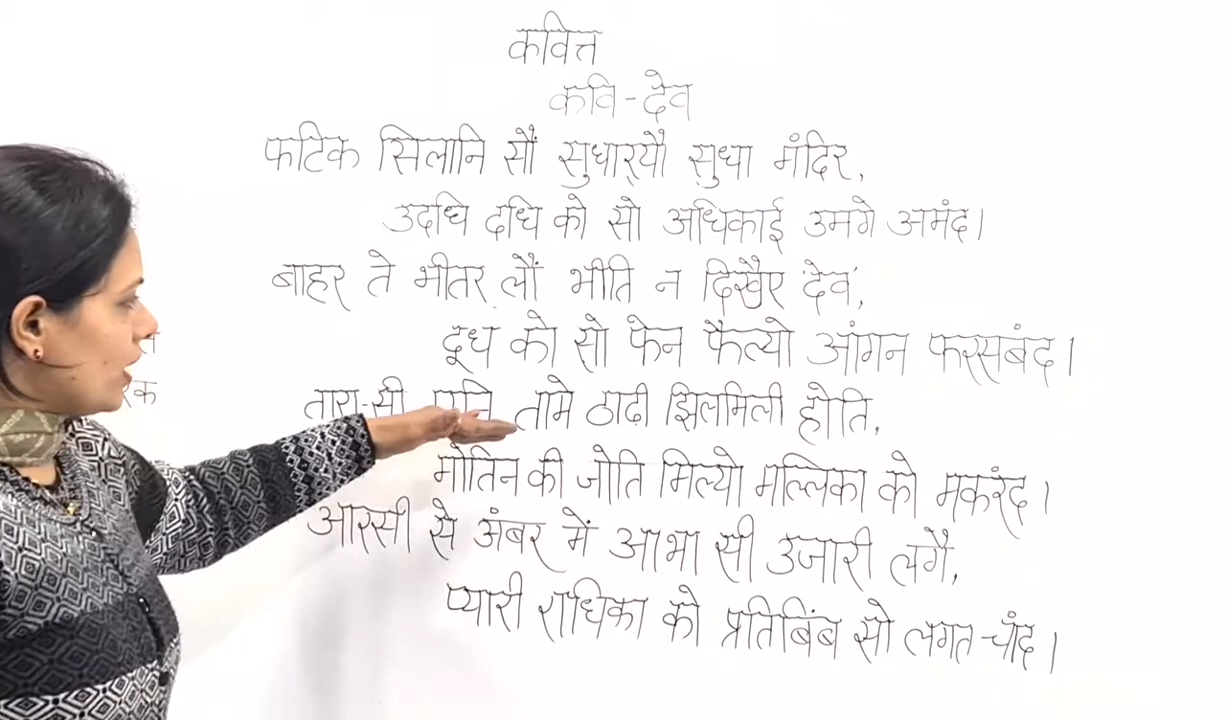 कवित्त
कवि - देव
फटिक सिलानि सौं सुधार्‌यौ सुधा मंदिर,
उदधि दधि को सो अधिकाई उमगे अमंद।
बाहर ते भीतर लौं भीति न दिखैए 'देव',
दूध को सो फेन फैल्यो आंगन फरसबंद।
तारा-सी तामे ठाढ़ी झिलमिली होति,
मोतिन की जोति मिल्यो मल्लिका को मकरंद।
आरसी से अंबर में आभा सी उजारी लगै,
प्यारी राधिका को प्रतिबिंब सो लगत चांद।